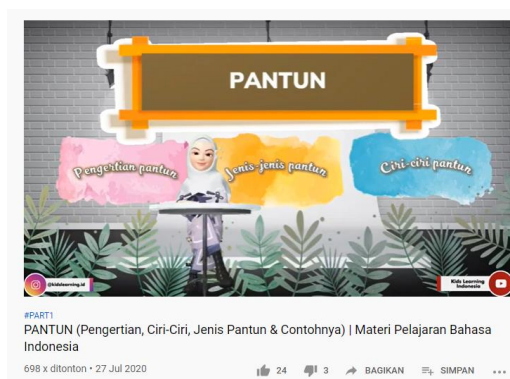 PANTUN
Pengertian pantun
Jenis-jenis pantun
Ciri-ciri pantun
@kidslearning.id
Kids Learning
Indonesia
#PART1
PANTUN (Pengertian, Ciri-Ciri, Jenis Pantun & Contohnya) | Materi Pelajaran Bahasa
Indonesia
698 x ditonton • 27 Jul 2020
24
3
BAGIKAN
SIMPAN